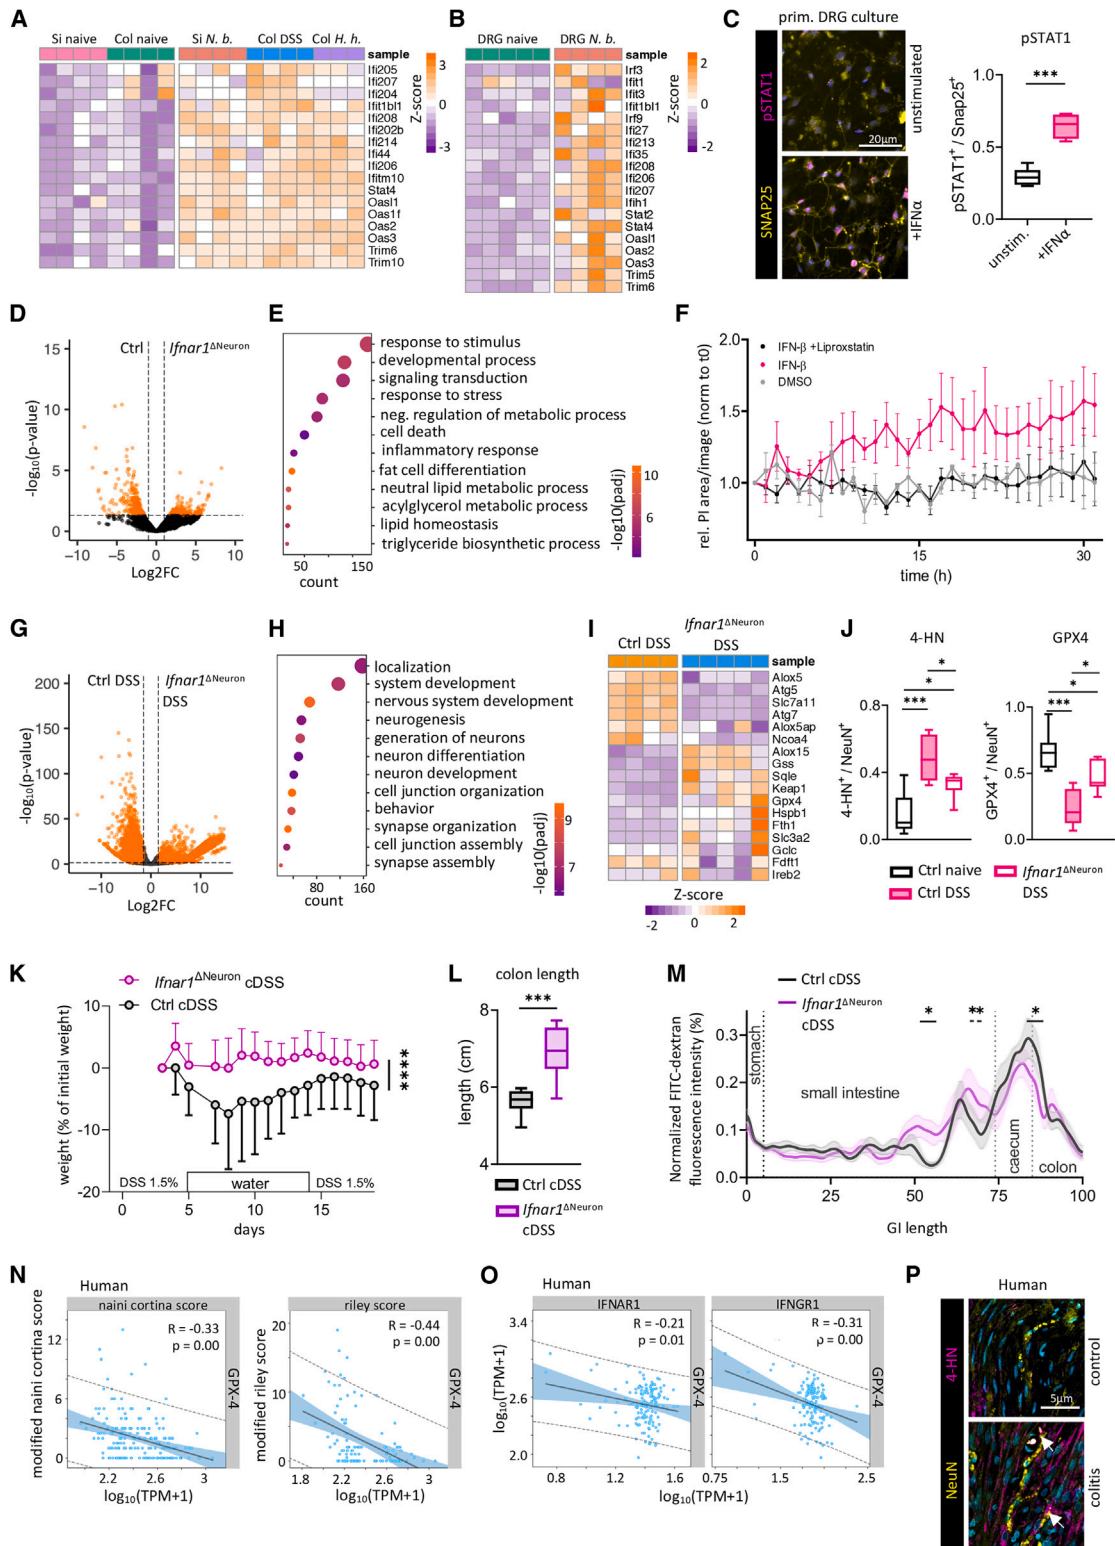 A
Si naive
Col naive
Si N. b.
Col DSS
Col H. h.
sample
Ifi205
Ifi207
Ifi204
Ifit1bl1
Ifi208
Ifi202b
Ifi214
Ifi44
Ifi206
Ifitm10
Stat4
Oasl1
Oas1f
Oas2
Oas3
Trim6
Trim10
3
0
-3
Z-score
B
DRG naive
DRG N. b.
sample
Irf3
Ifit1
Ifit3
Ifit1bl1
Irf9
Ifi27
Ifi213
Ifi35
Ifi208
Ifi206
Ifi207
Ifih1
Stat2
Stat4
Oasl1
Oas2
Oas3
Trim5
Trim6
2
0
-2
Z-score
C
prim. DRG culture
pSTAT1
SNAP25
unstimulated
+IFNα
20µm
pSTAT1
***
pSTAT1+ / Snap25+
1.0
0.5
0.0
unstim.
+IFNα
D
Ctrl
Ifnar1ΔNeuron
-log10(p-value)
15
10
5
0
−10
−5
0
5
10
Log2FC
E
response to stimulus
developmental process
signaling transduction
response to stress
neg. regulation of metabolic process
cell death
inflammatory response
fat cell differentiation
neutral lipid metabolic process
acylglycerol metabolic process
lipid homeostasis
triglyceride biosynthetic process
50
150
count
10
6
-log10(padj)
F
IFN-β +Liproxstatin
IFN-β
DMSO
rel. PI area/image (norm to t0)
2.0
1.5
1.0
0
15
30
time (h)
G
Ctrl DSS
Ifnar1ΔNeuron
DSS
-log10(p-value)
200
150
100
50
0
−10
0
10
Log2FC
H
localization
system development
nervous system development
neurogenesis
generation of neurons
neuron differentiation
neuron development
cell junction organization
behavior
synapse organization
cell junction assembly
synapse assembly
80
160
count
9
7
-log10(padj)
I
Ctrl DSS
Ifnar1ΔNeuron
DSS
sample
Alox5
Atg5
Slc7a11
Atg7
Alox5ap
Ncoa4
Alox15
Gss
Sqle
Keap1
Gpx4
Hspb1
Fth1
Slc3a2
Gclc
Fdft1
Ireb2
Z-score
-2
0
2
J
4-HN
*
*
***
4-HN+ / NeuN+
0.8
0.4
0.0
GPX4
*
*
***
GPX4+ / NeuN+
1.0
0.5
0.0
Ctrl naive
Ctrl DSS
Ifnar1ΔNeuron
DSS
K
Ifnar1ΔNeuron cDSS
Ctrl cDSS
weight (% of initial weight)
10
0
-10
-20
****
DSS 1.5%
water
DSS 1.5%
0
5
10
15
days
L
colon length
***
length (cm)
8
6
4
Ctrl cDSS
Ifnar1ΔNeuron
cDSS
M
Ctrl cDSS
Ifnar1ΔNeuron
cDSS
Normalized FITC-dextran
fluorescence intensity (%)
0.3
0.2
0.1
0.0
stomach
small intestine
caecum
colon
*
**
*
0
25
50
75
100
GI length
N
Human
naini cortina score
modified naini cortina score
R = -0.33
p = 0.00
GPX-4
12
8
4
0
2.2
2.6
3
log10(TPM+1)
riley score
modified riley score
R = -0.44
p = 0.00
GPX-4
20
10
0
1.8
2.2
2.6
3
log10(TPM+1)
O
Human
IFNAR1
R = -0.21
p = 0.01
GPX-4
log10(TPM+1)
3.4
2.6
2.0
0.8
1.2
1.6
IFNGR1
R = -0.31
p = 0.00
GPX-4
0.75
1.5
2.5
log10(TPM+1)
P
Human
4-HN
NeuN
control
colitis
5µm